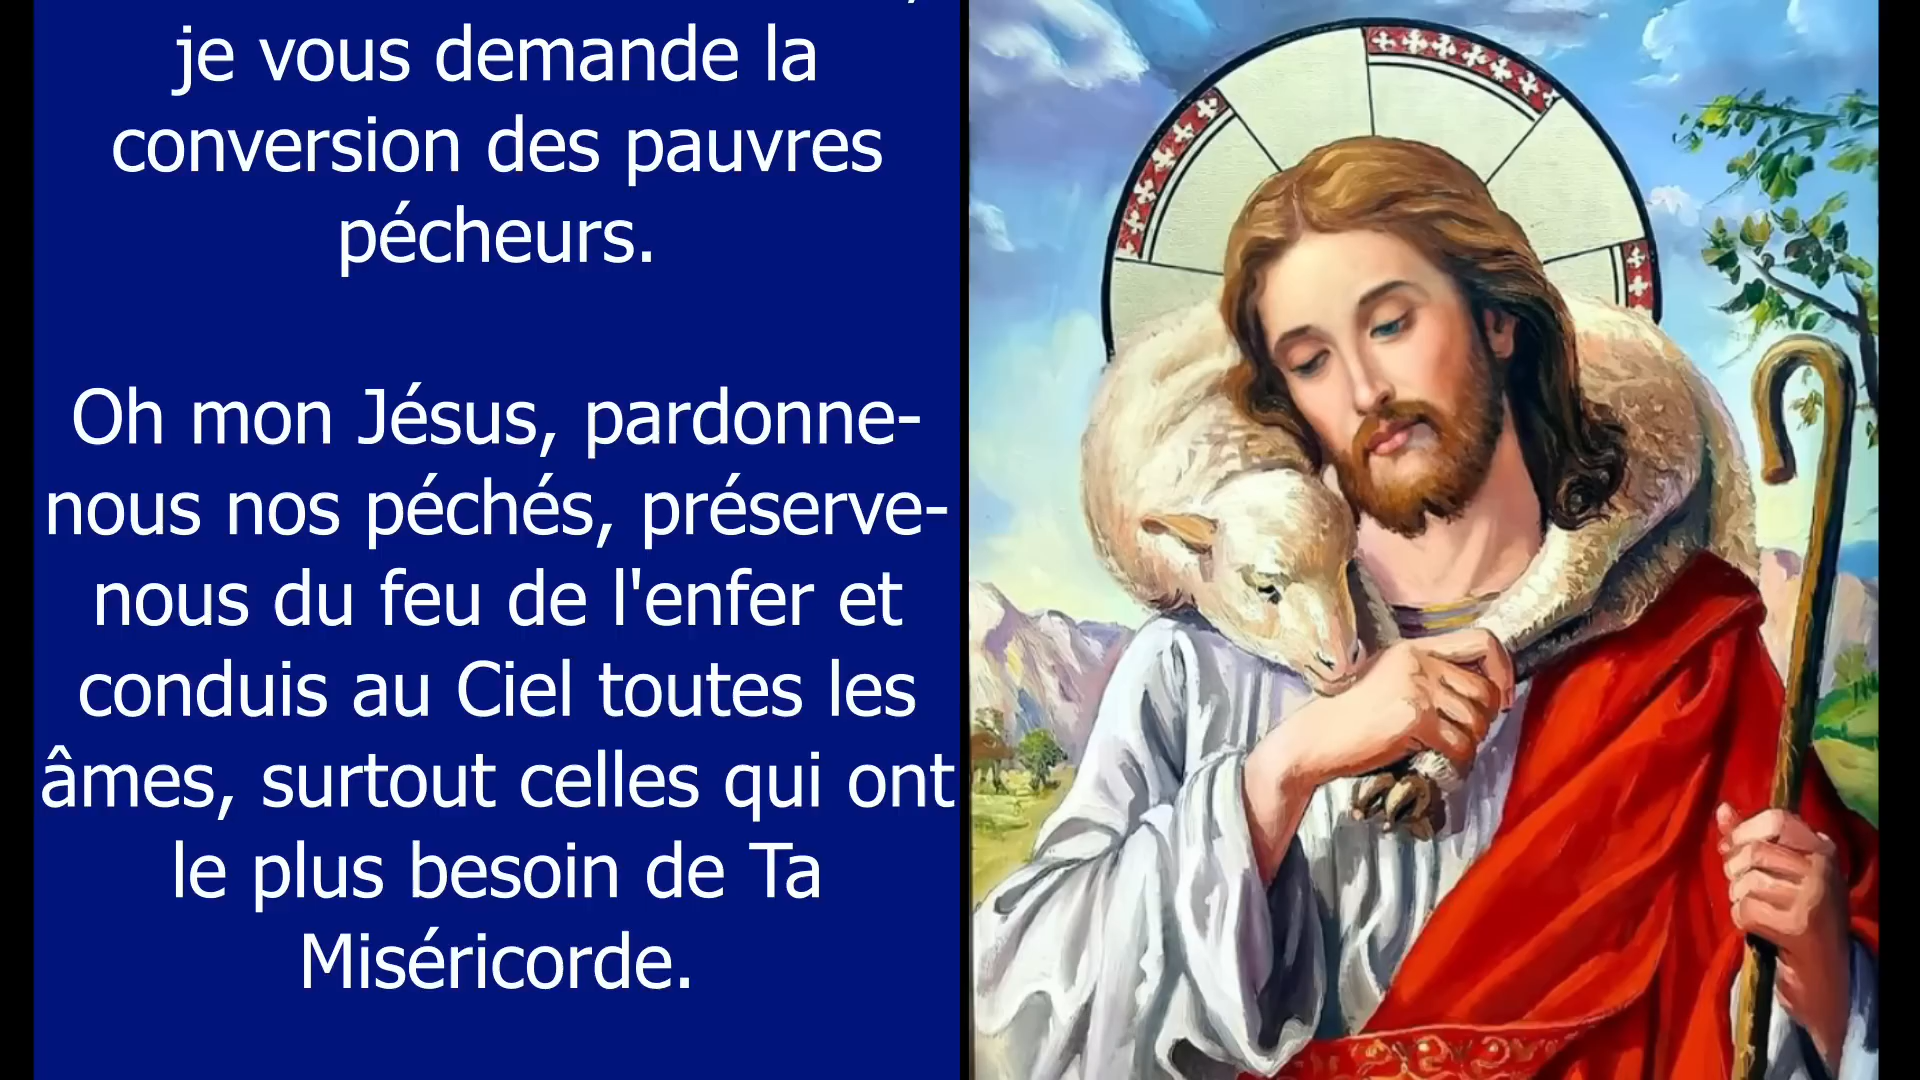 je vous demande la
conversion des pauvres
pécheurs.
Oh mon Jésus, pardonne-
nous nos péchés, préserve-
nous du feu de l'enfer et
conduis au Ciel toutes les
âmes, surtout celles qui ont
le plus besoin de Ta
Miséricorde.